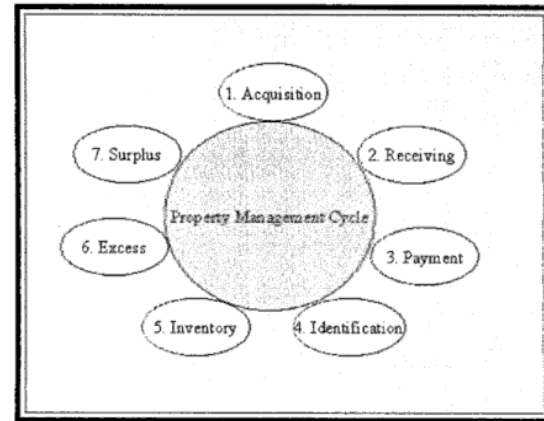 1. Acquisition
2. Receiving
3. Payment
4. Identification
5. Inventory
6. Excess
7. Surplus
Property Management Cycle